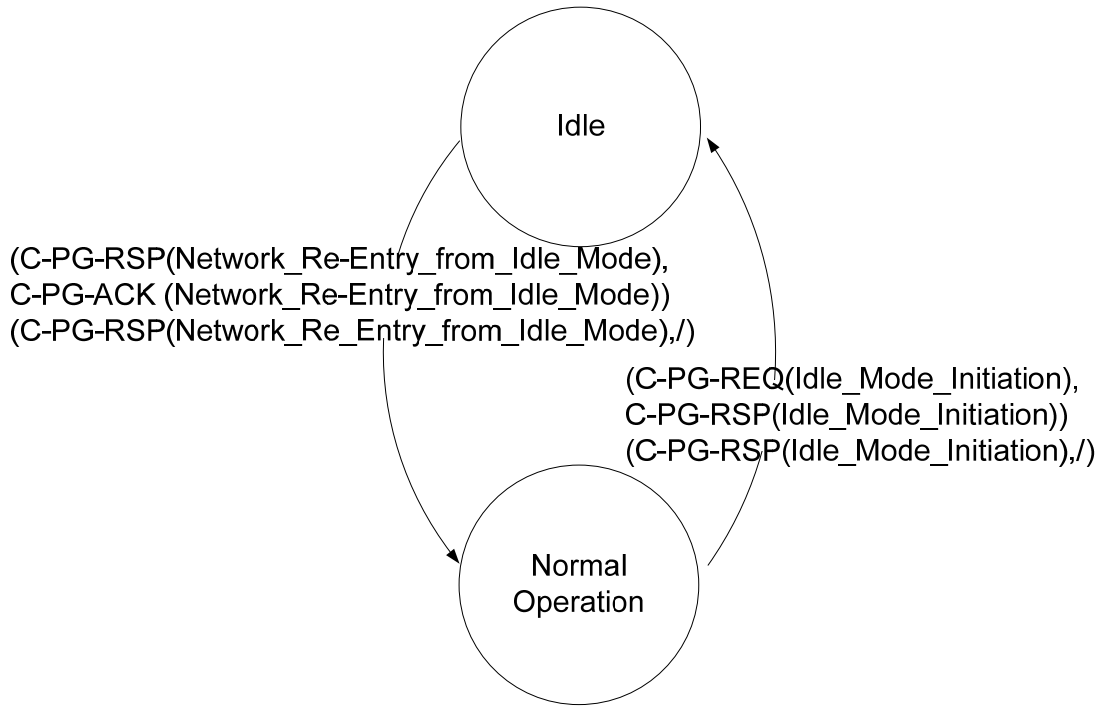 Idle
(C-PG-RSP(Network_Re-Entry_from_Idle_Mode),
C-PG-ACK (Network_Re-Entry_from_Idle_Mode))
(C-PG-RSP(Network_Re_Entry_from_Idle_Mode),/)
(C-PG-REQ(Idle_Mode_Initiation),
C-PG-RSP(Idle_Mode_Initiation))
(C-PG-RSP(Idle_Mode_Initiation),/)
Normal
Operation